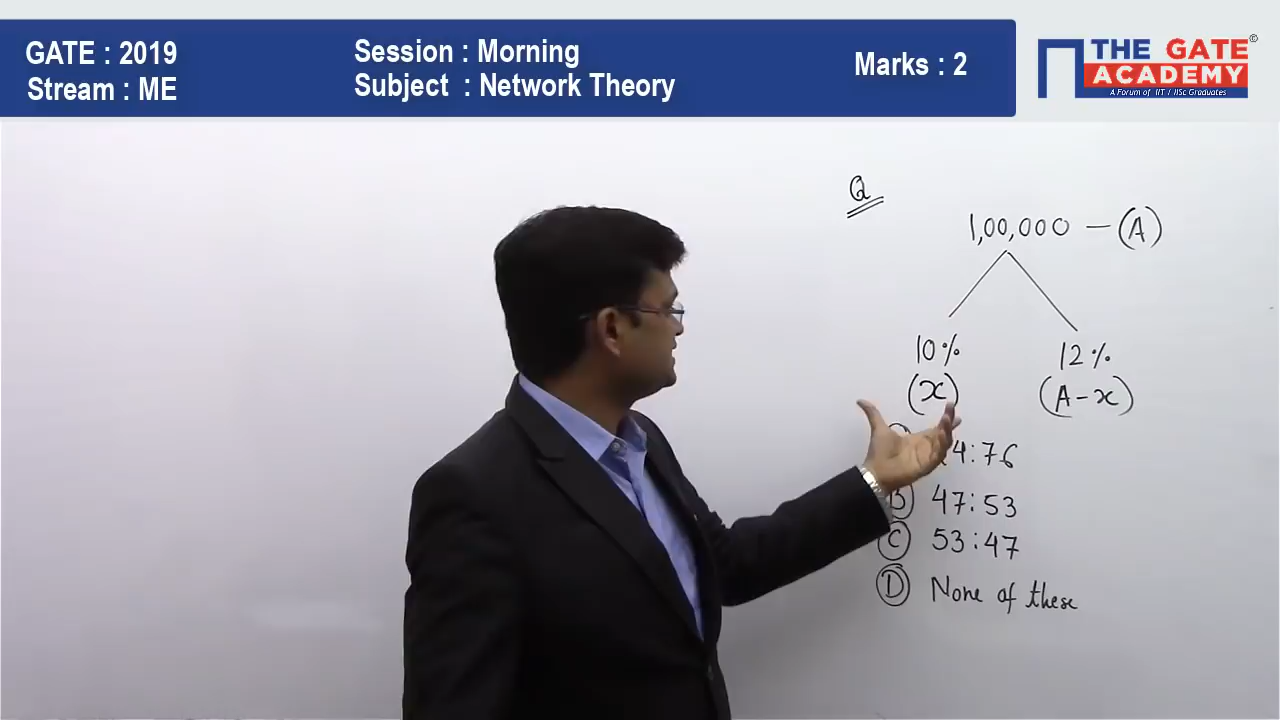 GATE : 2019
Stream : ME
Session : Morning
Subject : Network Theory
Marks : 2
THE GATE
ACADEMY
A Forum of IIT / IISc Graduates
©
Q
1,00,000 – (A)
10% 12%
(x) (A-x)
4:76
B 47:53
C 53:47
D None of these